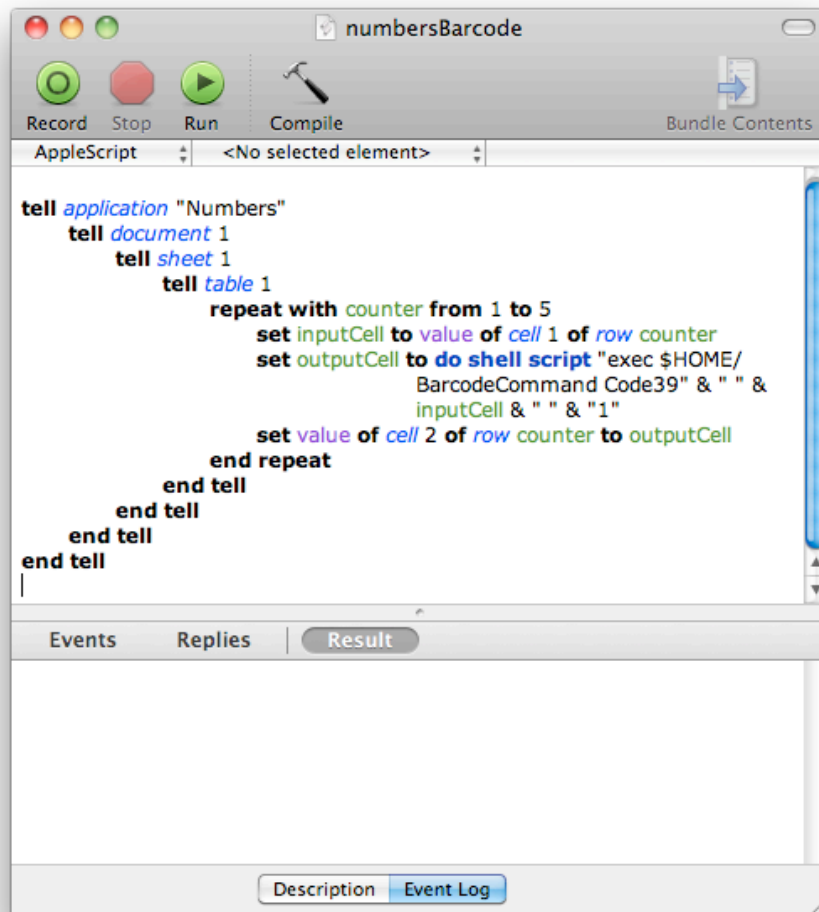 numbersBarcode
Record Stop Run Compile Bundle Contents
AppleScript <No selected element>
tell application "Numbers"
tell document 1
tell sheet 1
tell table 1
repeat with counter from 1 to 5
set inputCell to value of cell 1 of row counter
set outputCell to do shell script "exec $HOME/
BarcodeCommand Code39" & " " &
inputCell & " " & "1"
set value of cell 2 of row counter to outputCell
end repeat
end tell
end tell
end tell
end tell
Events Replies Result
Description Event Log